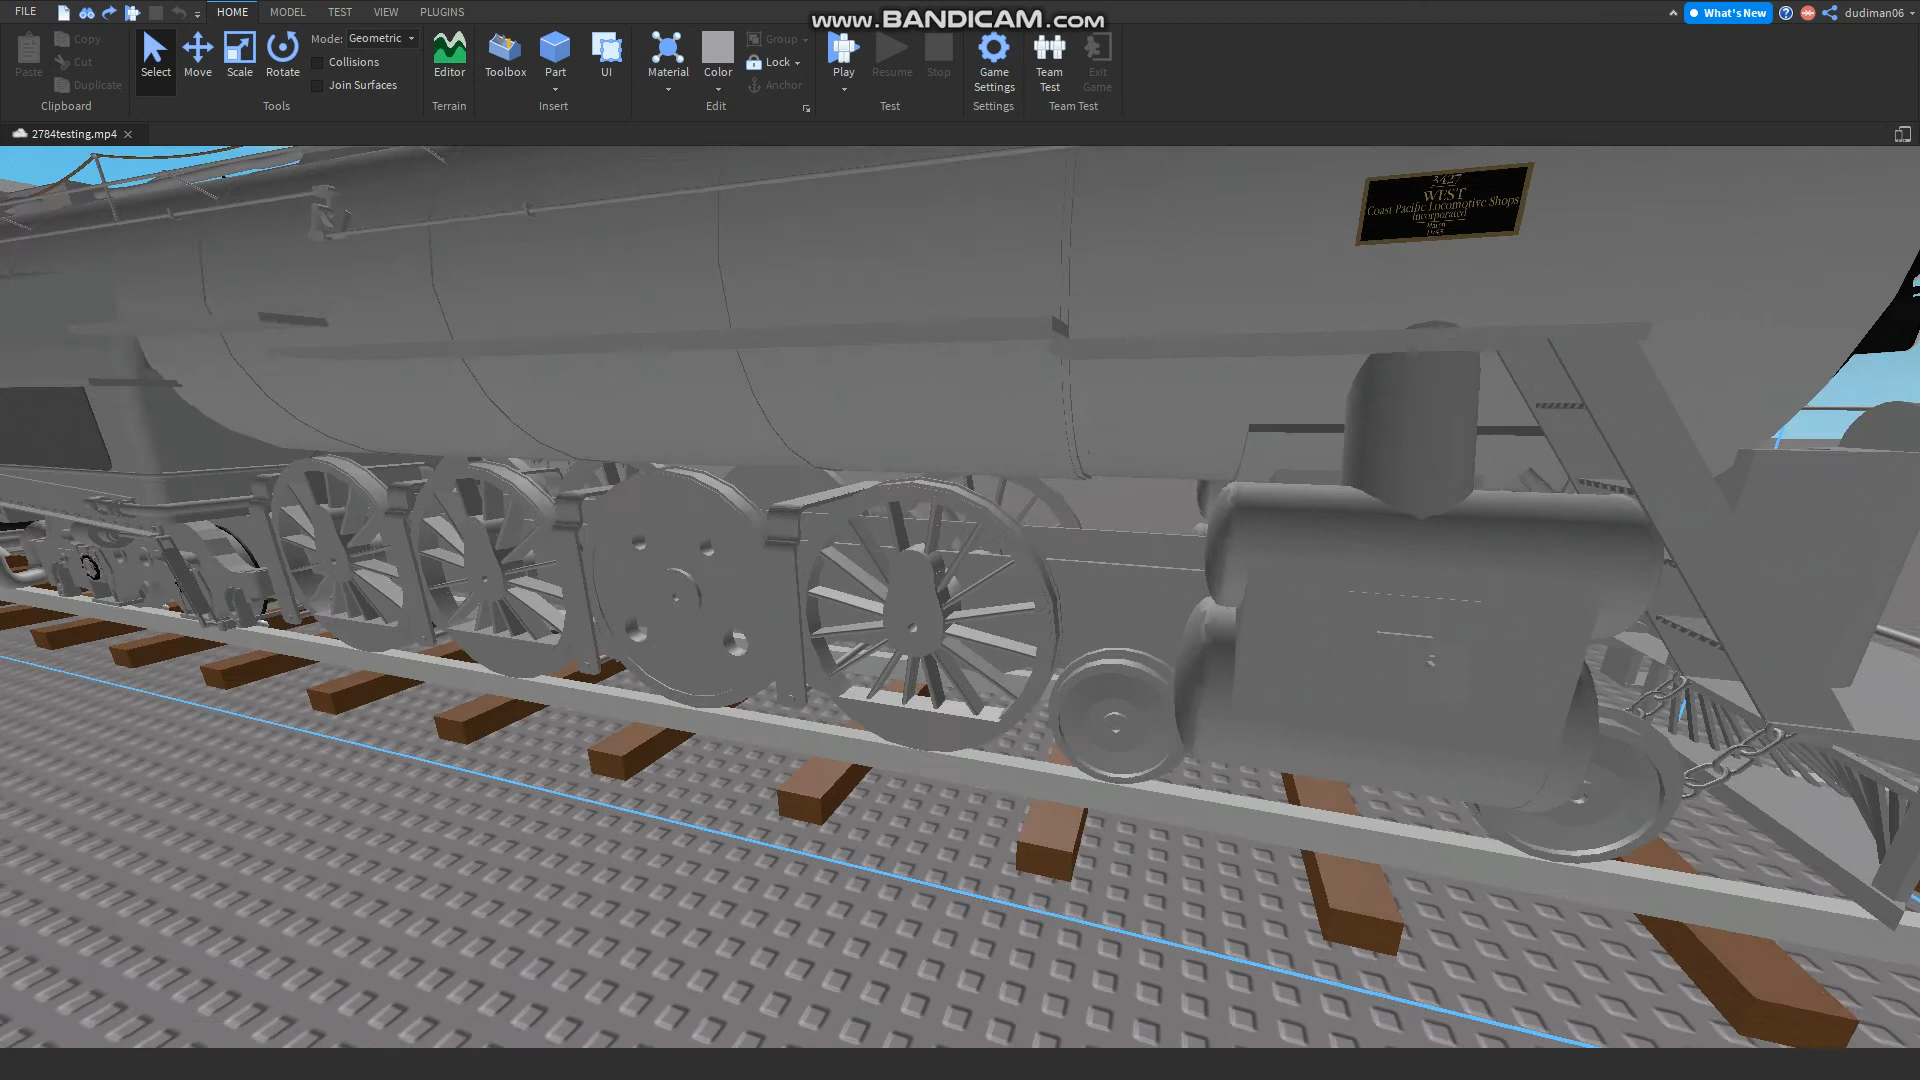 FILE
HOME
MODEL
TEST
VIEW
PLUGINS
www.BANDICAM.com
What's New
dudiman06
Paste
Copy
Cut
Duplicate
Clipboard
Select
Move
Scale
Rotate
Mode: Geometric
Collisions
Join Surfaces
Tools
Editor
Terrain
Toolbox
Part
UI
Insert
Material
Color
Group
Lock
Anchor
Edit
Play
Resume
Stop
Test
Game Settings
Settings
Team Test
Exit Game
Team Test
2784testing.mp4
3427
WEST
Coast Pacific Locomotive Shops
Incorporated
March